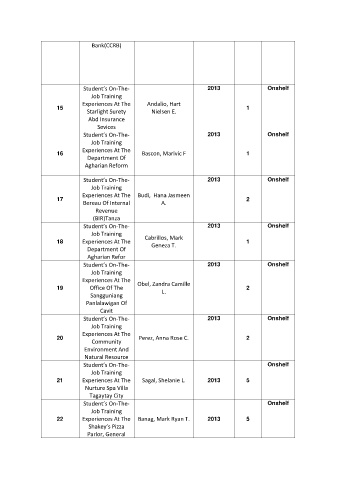 Bank(CCRB)
Student's On-The-
Job Training
Experiences At The
Starlight Surety
Abd Insurance
Sevices
15
Andalio, Hart
Nielsen E.
2013
1
Onshelf
Student's On-The-
Job Training
Experiences At The
Department Of
Agharian Reform
16
Bascon, Marivic F
2013
1
Onshelf
Student's On-The-
Job Training
Experiences At The
Bereau Of Internal
Revenue
(BIR)Tanza
17
Budi, Hana Jasmeen
A.
2013
2
Onshelf
Student's On-The-
Job Training
Experiences At The
Department Of
Agharian Refor
18
Cabrillos, Mark
Geneza T.
2013
1
Onshelf
Student's On-The-
Job Training
Experiences At The
Office Of The
Sangguniang
Panlalawigan Of
Cavit
19
Obel, Zandra Camille
L.
2013
2
Onshelf
Student's On-The-
Job Training
Experiences At The
Community
Environment And
Natural Resource
20
Perer, Anna Rose C.
2013
2
Onshelf
Student's On-The-
Job Training
Experiences At The
Nurture Spa Villa
Tagaytay City
21
Sagal, Shelanie L.
2013
5
Onshelf
Student's On-The-
Job Training
Experiences At The
Shakey's Pizza
Parlor, General
22
Banag, Mark Ryan T.
2013
5
Onshelf